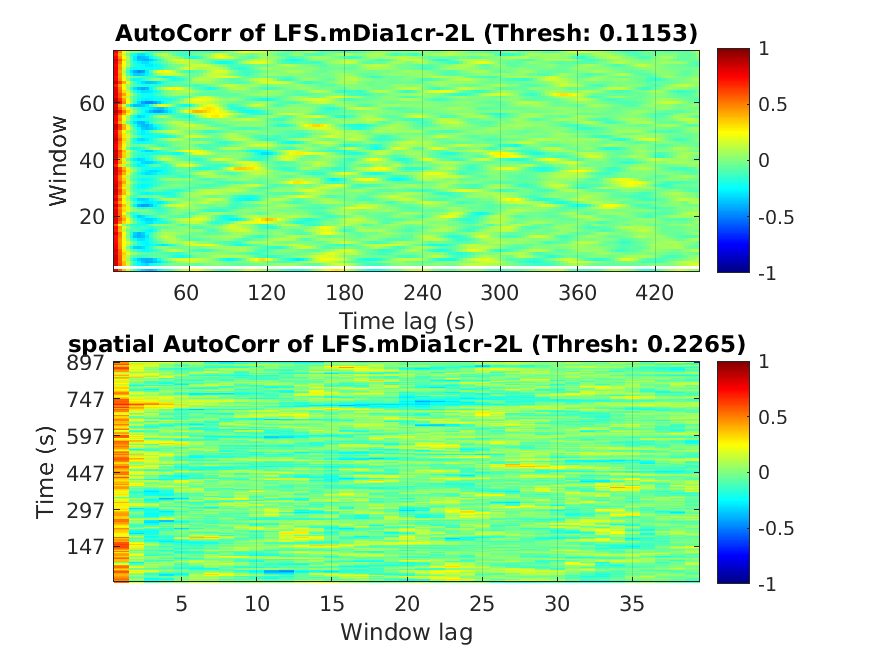 AutoCorr of LFS.mDia1cr-2L (Thresh: 0.1153)
60
40
20
Window
60 120 180 240 300 360 420
Time lag (s)
1
0.5
0
-0.5
-1
spatial AutoCorr of LFS.mDia1cr-2L (Thresh: 0.2265)
897
747
597
447
297
147
Time (s)
5 10 15 20 25 30 35
Window lag
1
0.5
0
-0.5
-1